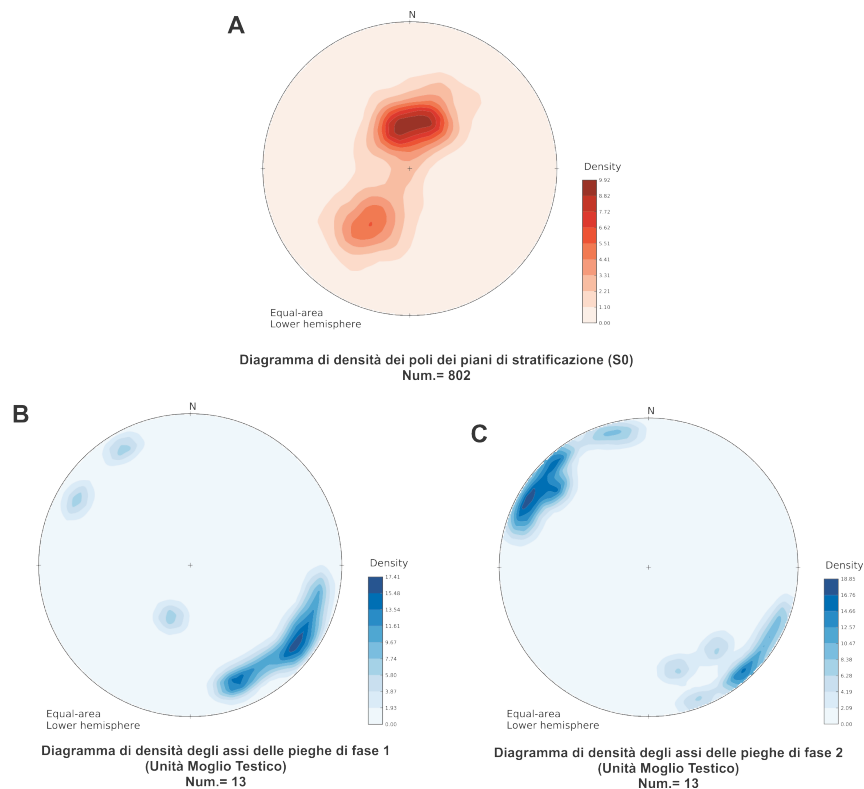 A
N
Density
9.92
8.82
7.72
6.62
5.51
4.41
3.31
2.21
1.10
0.00
Equal-area
Lower hemisphere
Diagramma di densità dei poli dei piani di stratificazione (S0)
Num.= 802
B
N
Density
17.41
15.48
13.54
11.61
9.67
7.74
5.80
3.87
1.93
0.00
Equal-area
Lower hemisphere
Diagramma di densità degli assi delle pieghe di fase 1
(Unità Moglio Testico)
Num.= 13
C
N
Density
18.85
16.76
14.66
12.57
10.47
8.38
6.28
4.19
2.09
0.00
Equal-area
Lower hemisphere
Diagramma di densità degli assi delle pieghe di fase 2
(Unità Moglio Testico)
Num.= 13